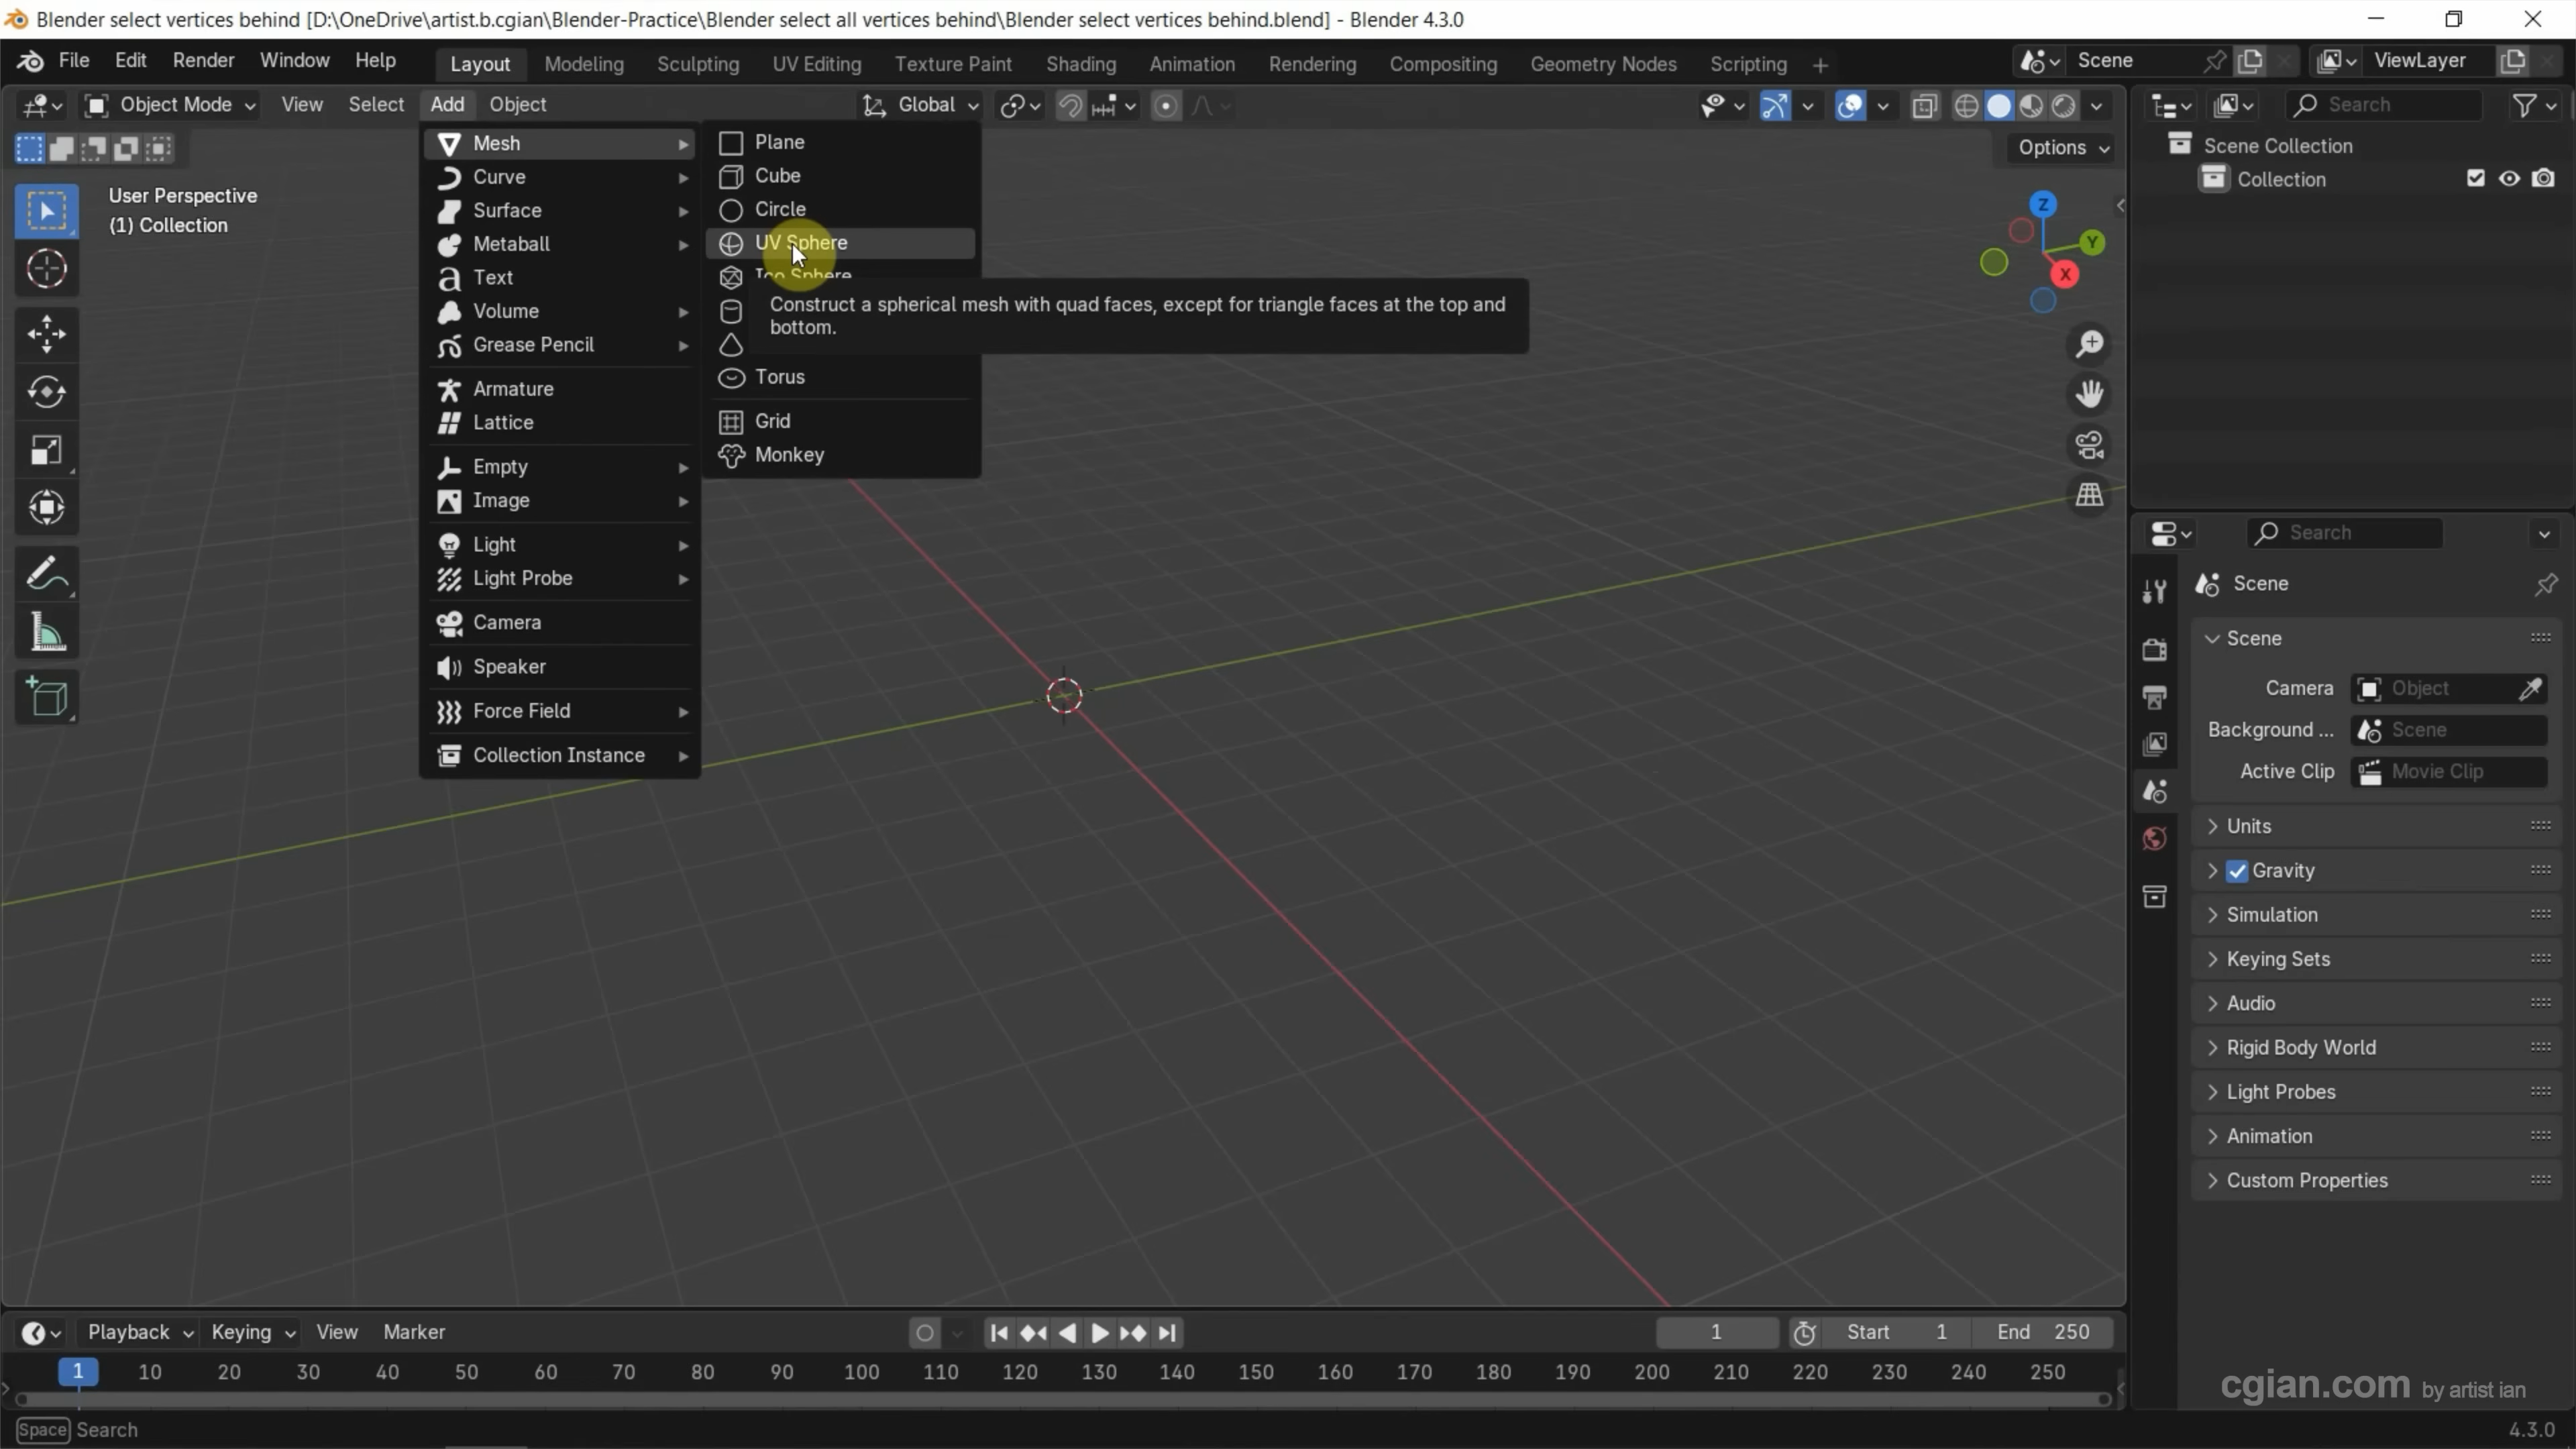 Blender select vertices behind [D:\OneDrive\artist.b.cgian\Blender-Practice\Blender select all vertices behind\Blender select vertices behind.blend] - Blender 4.3.0
File Edit Render Window Help Layout Modeling Sculpting UV Editing Texture Paint Shading Animation Rendering Compositing Geometry Nodes Scripting + Scene ViewLayer
Object Mode View Select Add Object Global Search
Options
User Perspective
(1) Collection
Mesh
Curve
Surface
Metaball
Text
Volume
Grease Pencil
Armature
Lattice
Empty
Image
Light
Light Probe
Camera
Speaker
Force Field
Collection Instance
Plane
Cube
Circle
UV Sphere
Ico Sphere
Construct a spherical mesh with quad faces, except for triangle faces at the top and
bottom.
Torus
Grid
Monkey
Z
Y
X
Scene Collection
Collection
Search
Scene
Scene
Camera Object
Background ... Scene
Active Clip Movie Clip
Units
Gravity
Simulation
Keying Sets
Audio
Rigid Body World
Light Probes
Animation
Custom Properties
Playback Keying View Marker 1 Start 1 End 250
1 10 20 30 40 50 60 70 80 90 100 110 120 130 140 150 160 170 180 190 200 210 220 230 240 250
cgian.com by artist ian
Space Search 4.3.0